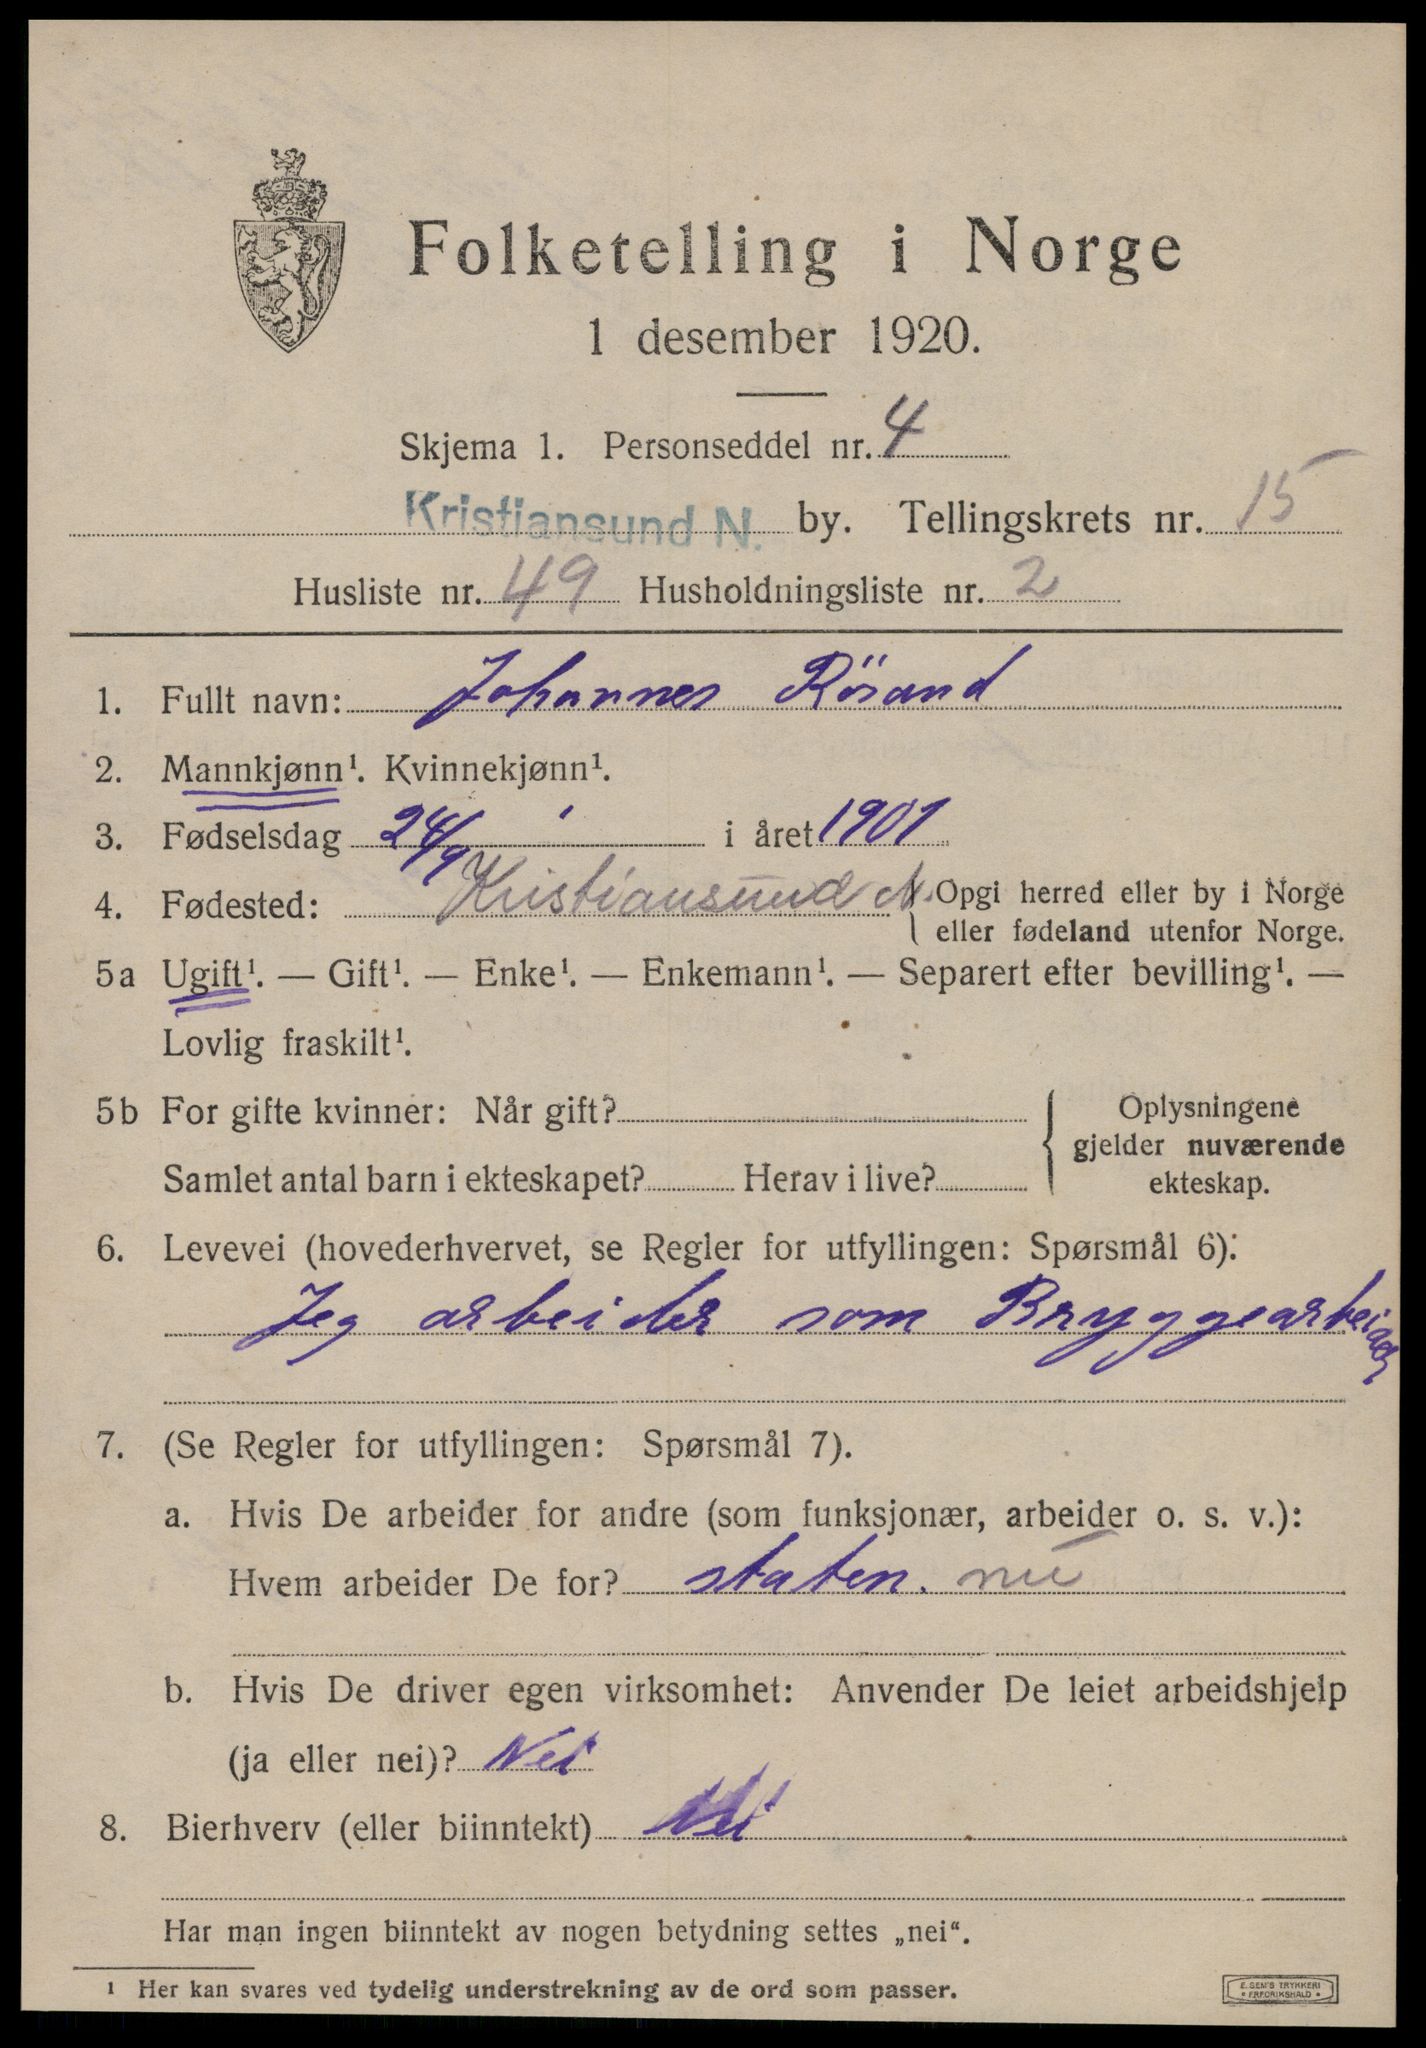 Folketelling i Norge
1 desember 1920.
Skjema 1. Personseddel nr. 4
Kristiansund N. by. Tellingskrets nr. 15
Husliste nr. 49 Husholdningsliste nr. 2
1. Fullt navn: Johannes Rösand
2. Mannkjønn¹. Kvinnekjønn¹.
3. Fødselsdag 24/9 i året 1901
4. Fødested: Kristiansund N. Opgi herred eller by i Norge
eller fødeland utenfor Norge.
5a Ugift¹. — Gift¹. — Enke¹. — Enkemann¹. — Separert efter bevilling¹. —
Lovlig fraskilt¹.
5b For gifte kvinner: Når gift? Oplysningene
gjelder nuværende
Samlet antal barn i ekteskapet? Herav i live? ekteskap.
6. Levevei (hovederhvervet, se Regler for utfyllingen: Spørsmål 6):
Jeg arbeider som Bryggearbeider
7. (Se Regler for utfyllingen: Spørsmål 7).
a. Hvis De arbeider for andre (som funksjonær, arbeider o. s. v.):
Hvem arbeider De for? staten. nu
b. Hvis De driver egen virksomhet: Anvender De leiet arbeidshjelp
(ja eller nei)? Nei
8. Bierhverv (eller biinntekt) Nei
Har man ingen biinntekt av nogen betydning settes „nei“.
¹ Her kan svares ved tydelig understrekning av de ord som passer.
E. SEM'S TRYKKERI
• FREDRIKSHALD •